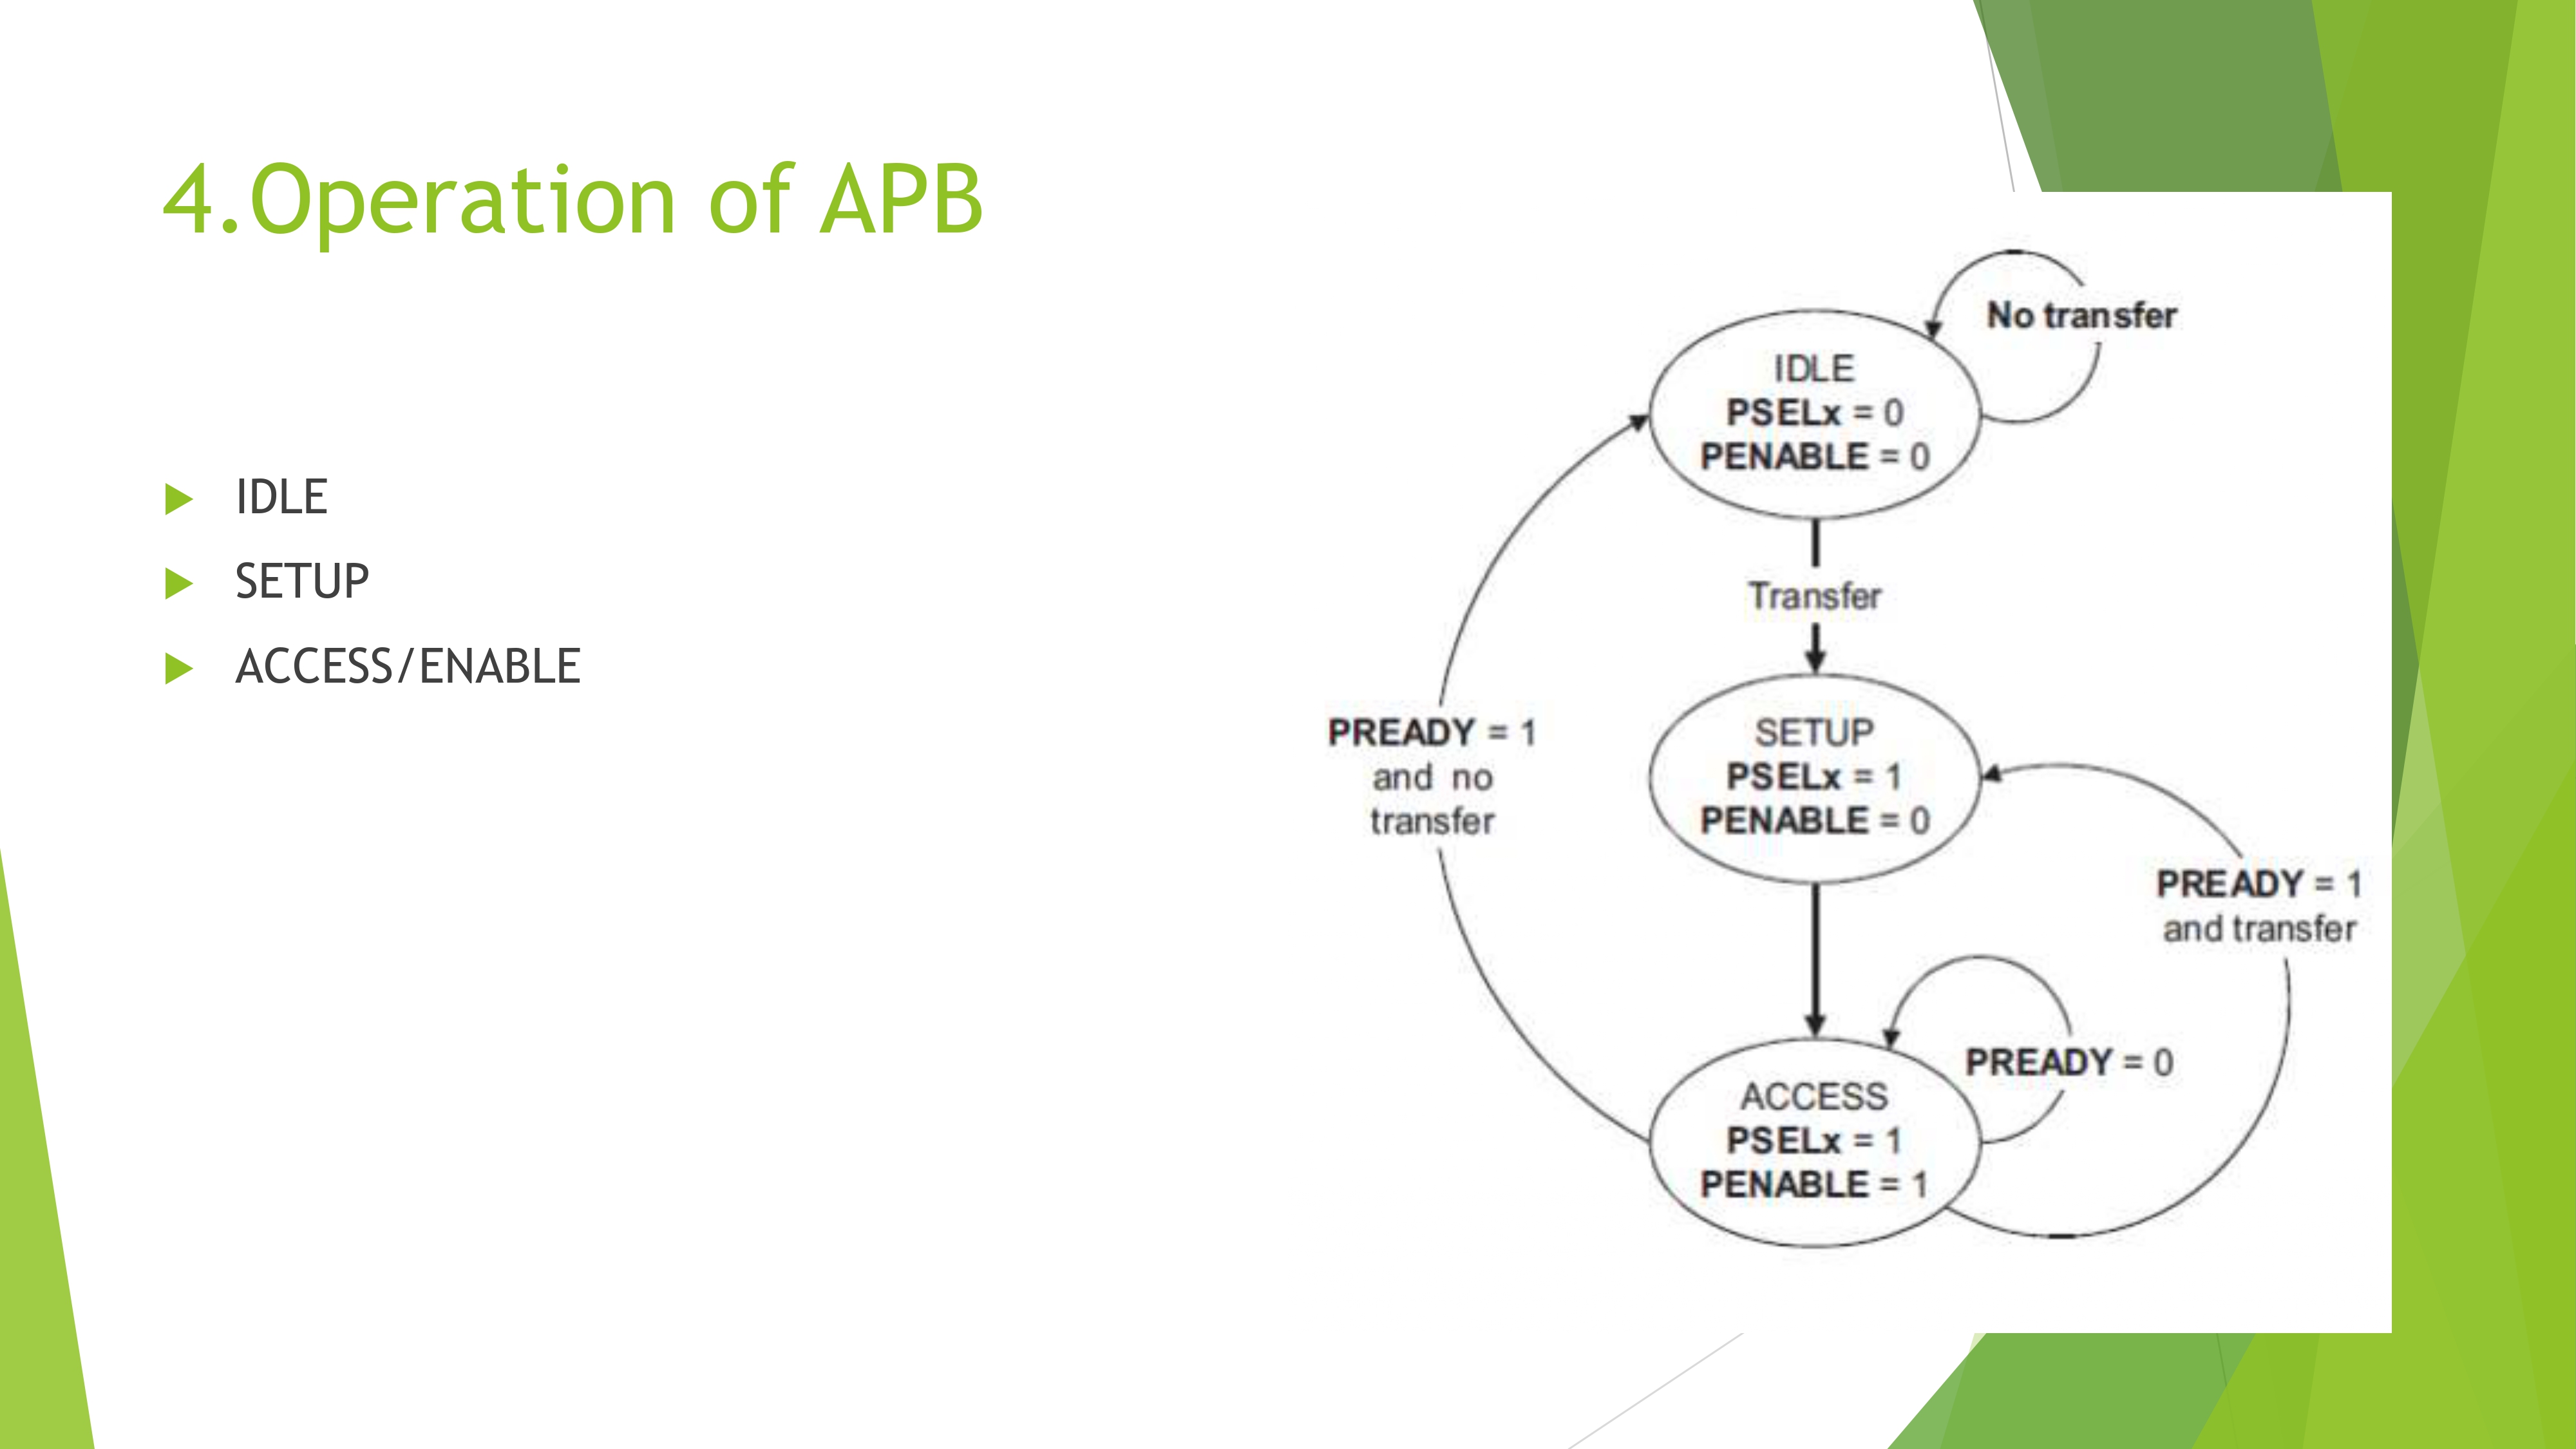 4.Operation of APB
IDLE
SETUP
ACCESS/ENABLE
No transfer
IDLE
PSELx = 0
PENABLE = 0
Transfer
PREADY = 1
and no
transfer
SETUP
PSELx = 1
PENABLE = 0
PREADY = 1
and transfer
PREADY = 0
ACCESS
PSELx = 1
PENABLE = 1